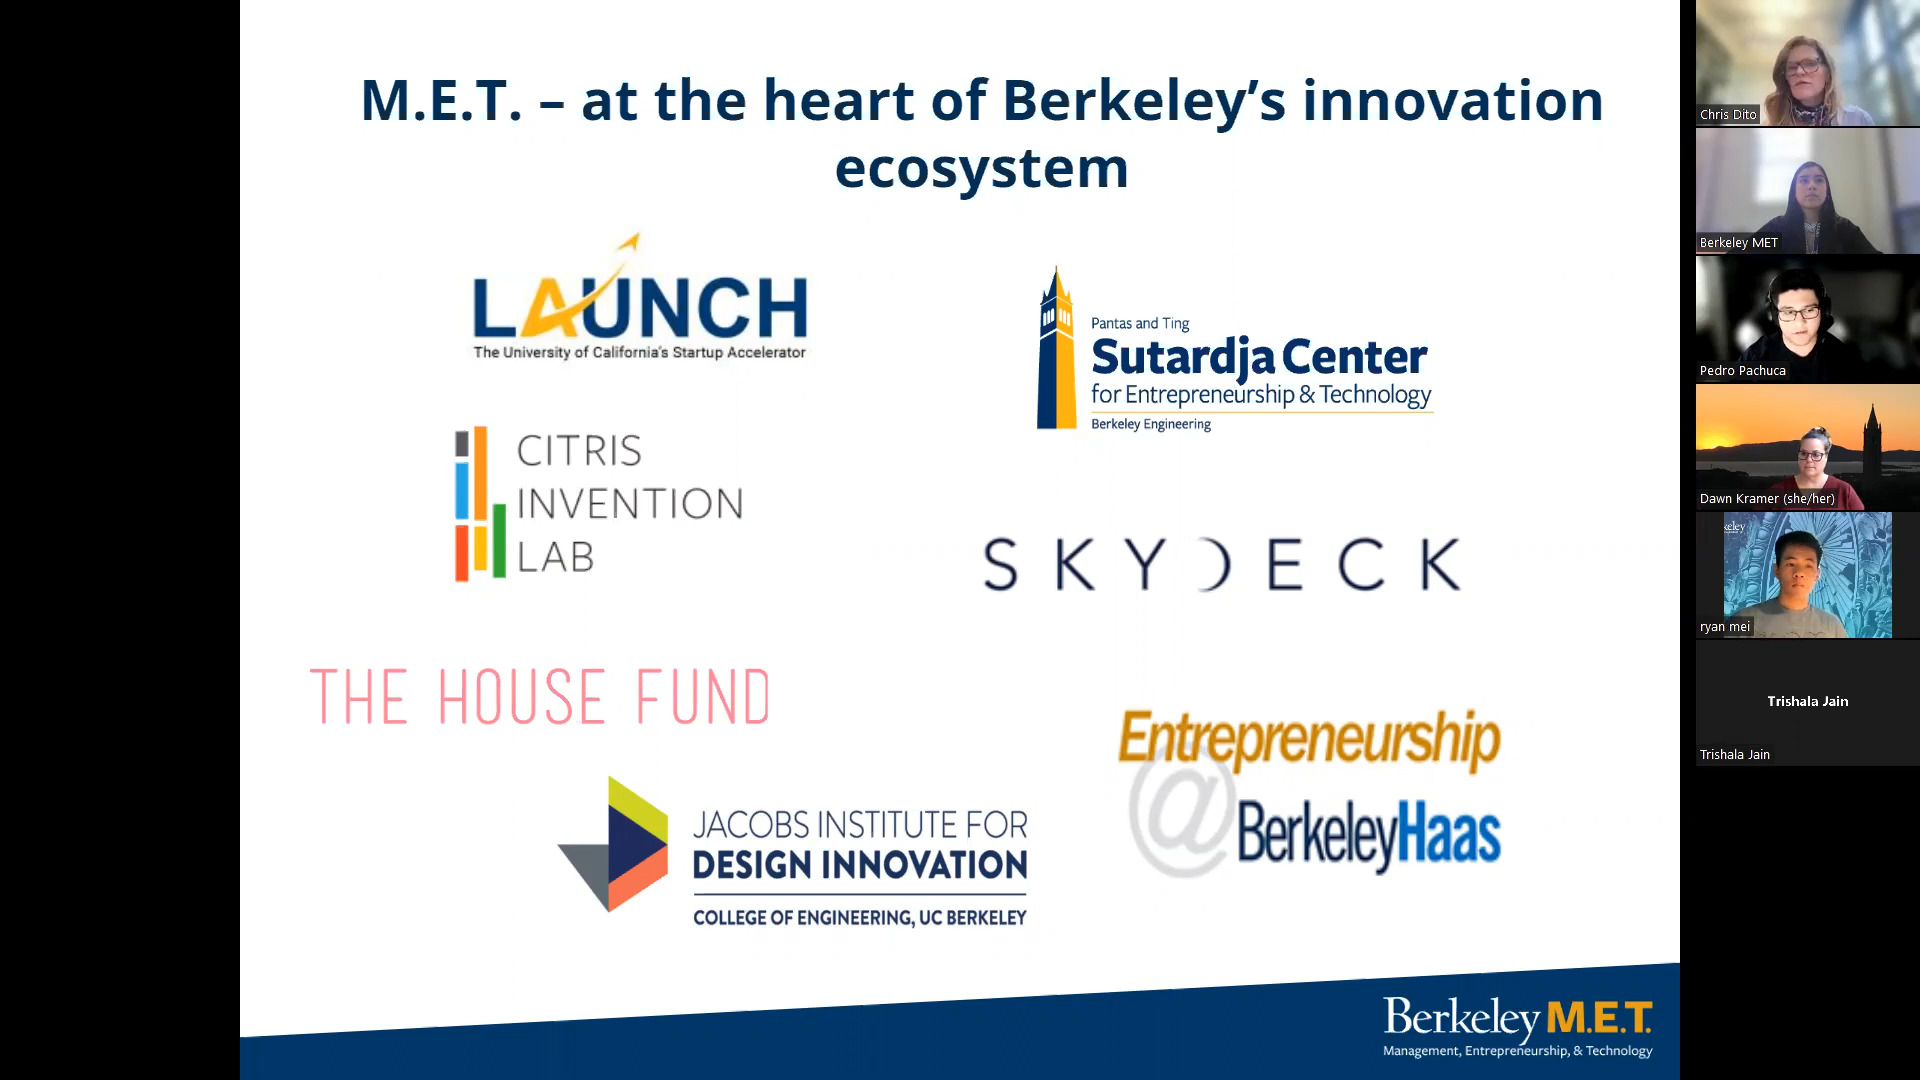 M.E.T. – at the heart of Berkeley’s innovation
ecosystem
LAUNCH
The University of California's Startup Accelerator
Pantas and Ting
Sutardja Center
for Entrepreneurship & Technology
Berkeley Engineering
CITRIS
INVENTION
LAB
SKYDECK
THE HOUSE FUND
Entrepreneurship
@BerkeleyHaas
JACOBS INSTITUTE FOR
DESIGN INNOVATION
COLLEGE OF ENGINEERING, UC BERKELEY
Berkeley M.E.T.
Management, Entrepreneurship, & Technology
Chris Dito
Berkeley MET
Pedro Pachuca
Dawn Kramer (she/her)
keley
ryan mei
Trishala Jain
Trishala Jain